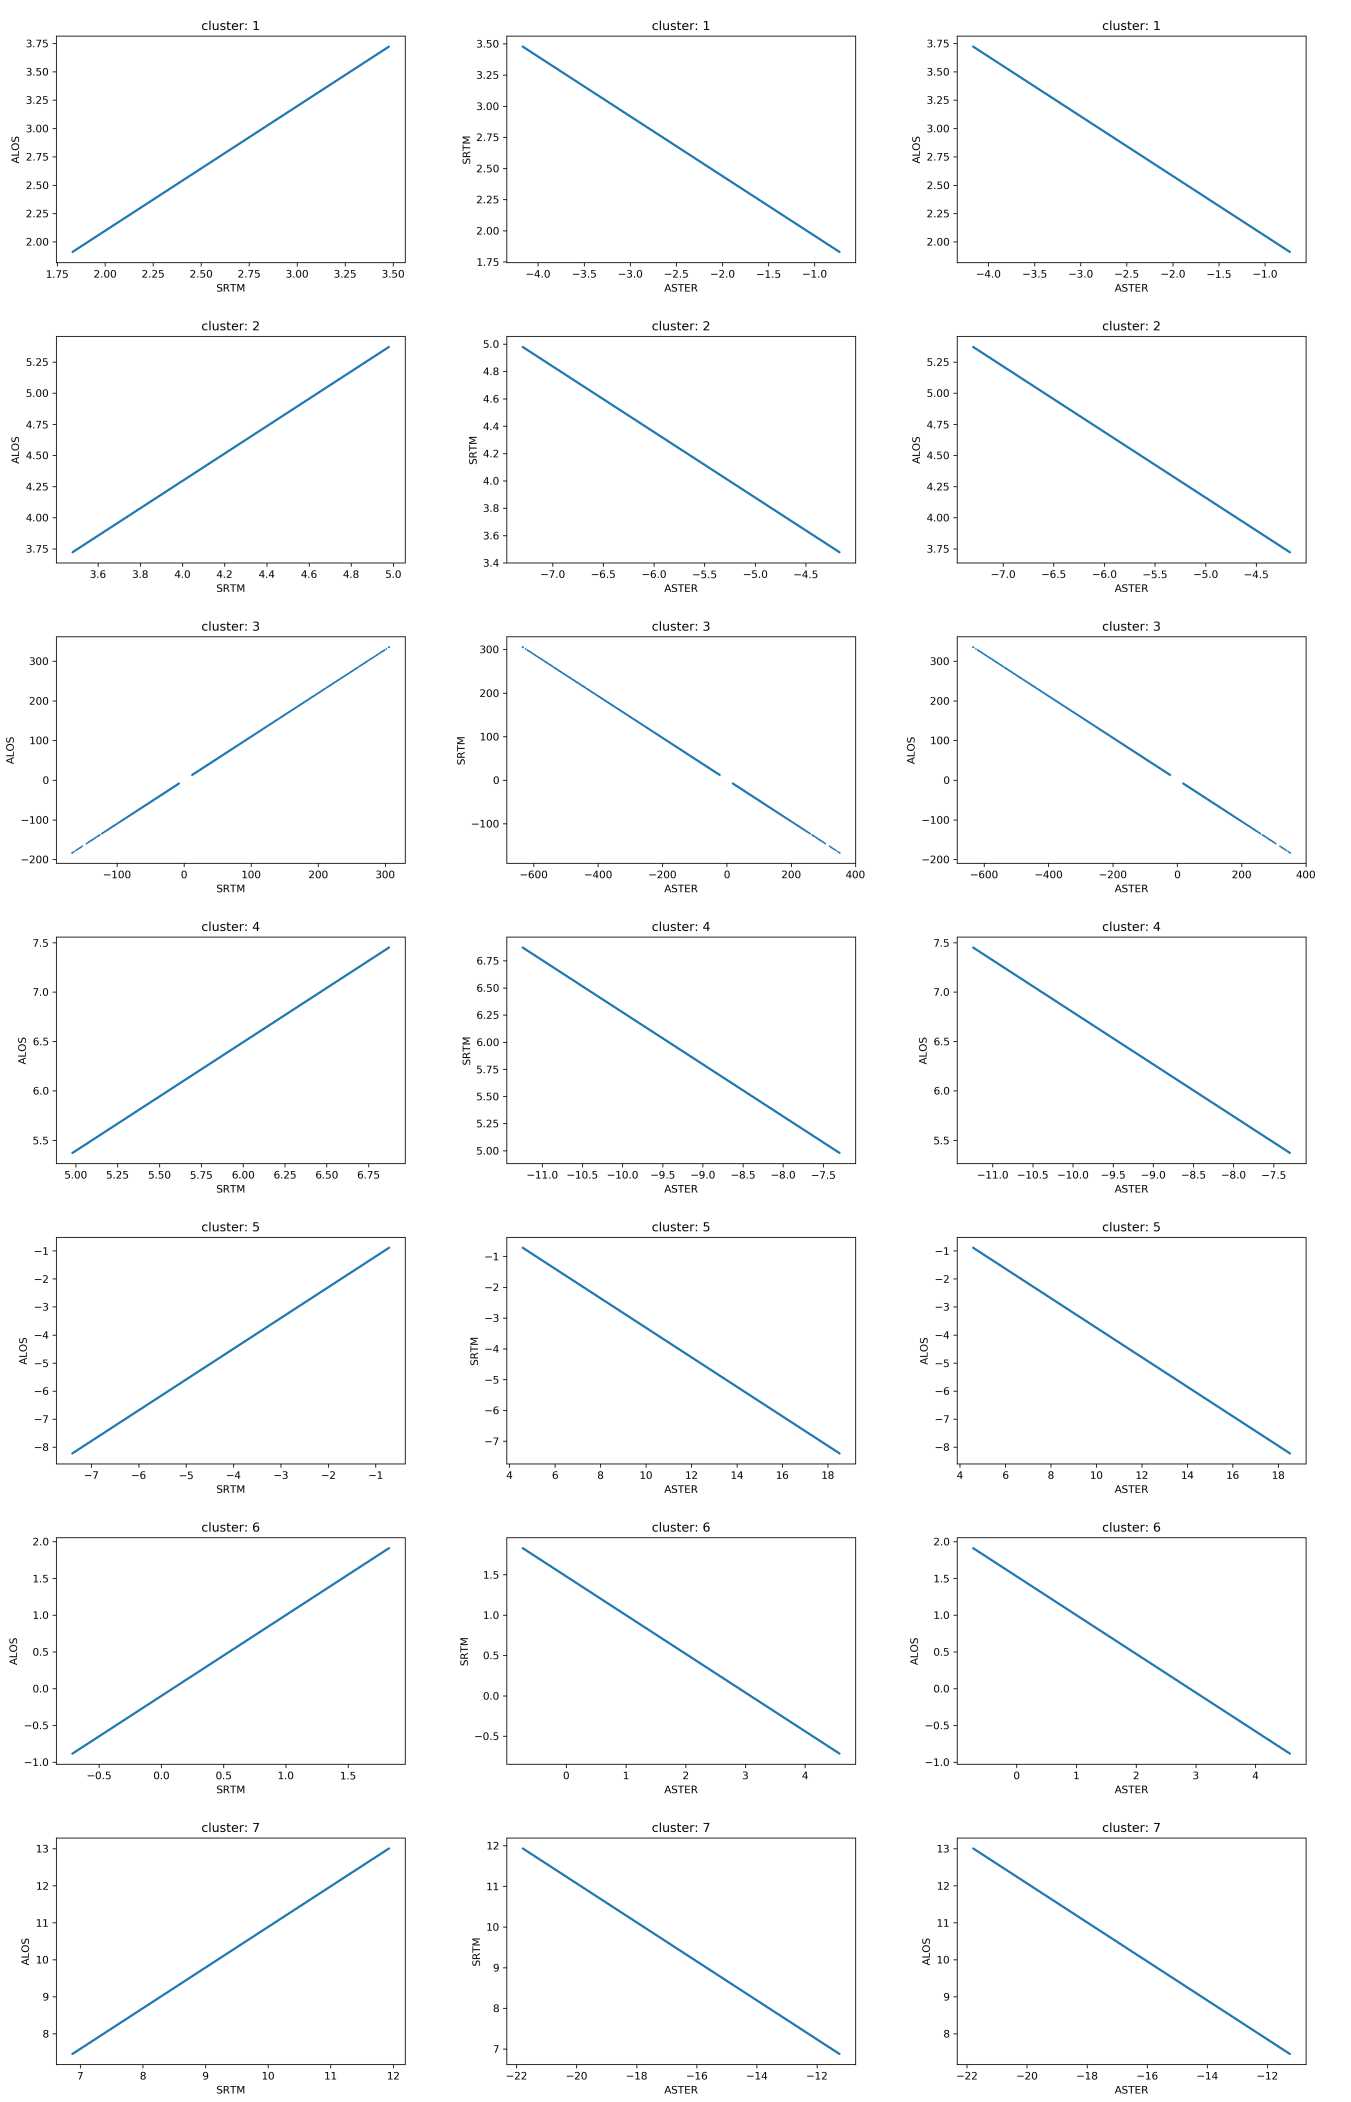 cluster: 1 cluster: 1 cluster: 1
3.75 3.50 3.25 3.00 2.75 2.50 2.25 2.00
ALOS
1.75 2.00 2.25 2.50 2.75 3.00 3.25 3.50
SRTM
3.50 3.25 3.00 2.75 2.50 2.25 2.00 1.75
SRTM
−4.0 −3.5 −3.0 −2.5 −2.0 −1.5 −1.0
ASTER
3.75 3.50 3.25 3.00 2.75 2.50 2.25 2.00
ALOS
−4.0 −3.5 −3.0 −2.5 −2.0 −1.5 −1.0
ASTER
cluster: 2 cluster: 2 cluster: 2
5.25 5.00 4.75 4.50 4.25 4.00 3.75
ALOS
3.6 3.8 4.0 4.2 4.4 4.6 4.8 5.0
SRTM
5.0 4.8 4.6 4.4 4.2 4.0 3.8 3.6 3.4
SRTM
−7.0 −6.5 −6.0 −5.5 −5.0 −4.5
ASTER
5.25 5.00 4.75 4.50 4.25 4.00 3.75
ALOS
−7.0 −6.5 −6.0 −5.5 −5.0 −4.5
ASTER
cluster: 3 cluster: 3 cluster: 3
300 200 100 0 −100 −200
ALOS
−100 0 100 200 300
SRTM
300 200 100 0 −100
SRTM
−600 −400 −200 0 200 400
ASTER
300 200 100 0 −100 −200
ALOS
−600 −400 −200 0 200 400
ASTER
cluster: 4 cluster: 4 cluster: 4
7.5 7.0 6.5 6.0 5.5
ALOS
5.00 5.25 5.50 5.75 6.00 6.25 6.50 6.75
SRTM
6.75 6.50 6.25 6.00 5.75 5.50 5.25 5.00
SRTM
−11.0 −10.5 −10.0 −9.5 −9.0 −8.5 −8.0 −7.5
ASTER
7.5 7.0 6.5 6.0 5.5
ALOS
−11.0 −10.5 −10.0 −9.5 −9.0 −8.5 −8.0 −7.5
ASTER
cluster: 5 cluster: 5 cluster: 5
−1 −2 −3 −4 −5 −6 −7 −8
ALOS
−7 −6 −5 −4 −3 −2 −1
SRTM
−1 −2 −3 −4 −5 −6 −7
SRTM
4 6 8 10 12 14 16 18
ASTER
−1 −2 −3 −4 −5 −6 −7 −8
ALOS
4 6 8 10 12 14 16 18
ASTER
cluster: 6 cluster: 6 cluster: 6
2.0 1.5 1.0 0.5 0.0 −0.5 −1.0
ALOS
−0.5 0.0 0.5 1.0 1.5
SRTM
1.5 1.0 0.5 0.0 −0.5
SRTM
0 1 2 3 4
ASTER
2.0 1.5 1.0 0.5 0.0 −0.5 −1.0
ALOS
0 1 2 3 4
ASTER
cluster: 7 cluster: 7 cluster: 7
13 12 11 10 9 8
ALOS
7 8 9 10 11 12
SRTM
12 11 10 9 8 7
SRTM
−22 −20 −18 −16 −14 −12
ASTER
13 12 11 10 9 8
ALOS
−22 −20 −18 −16 −14 −12
ASTER